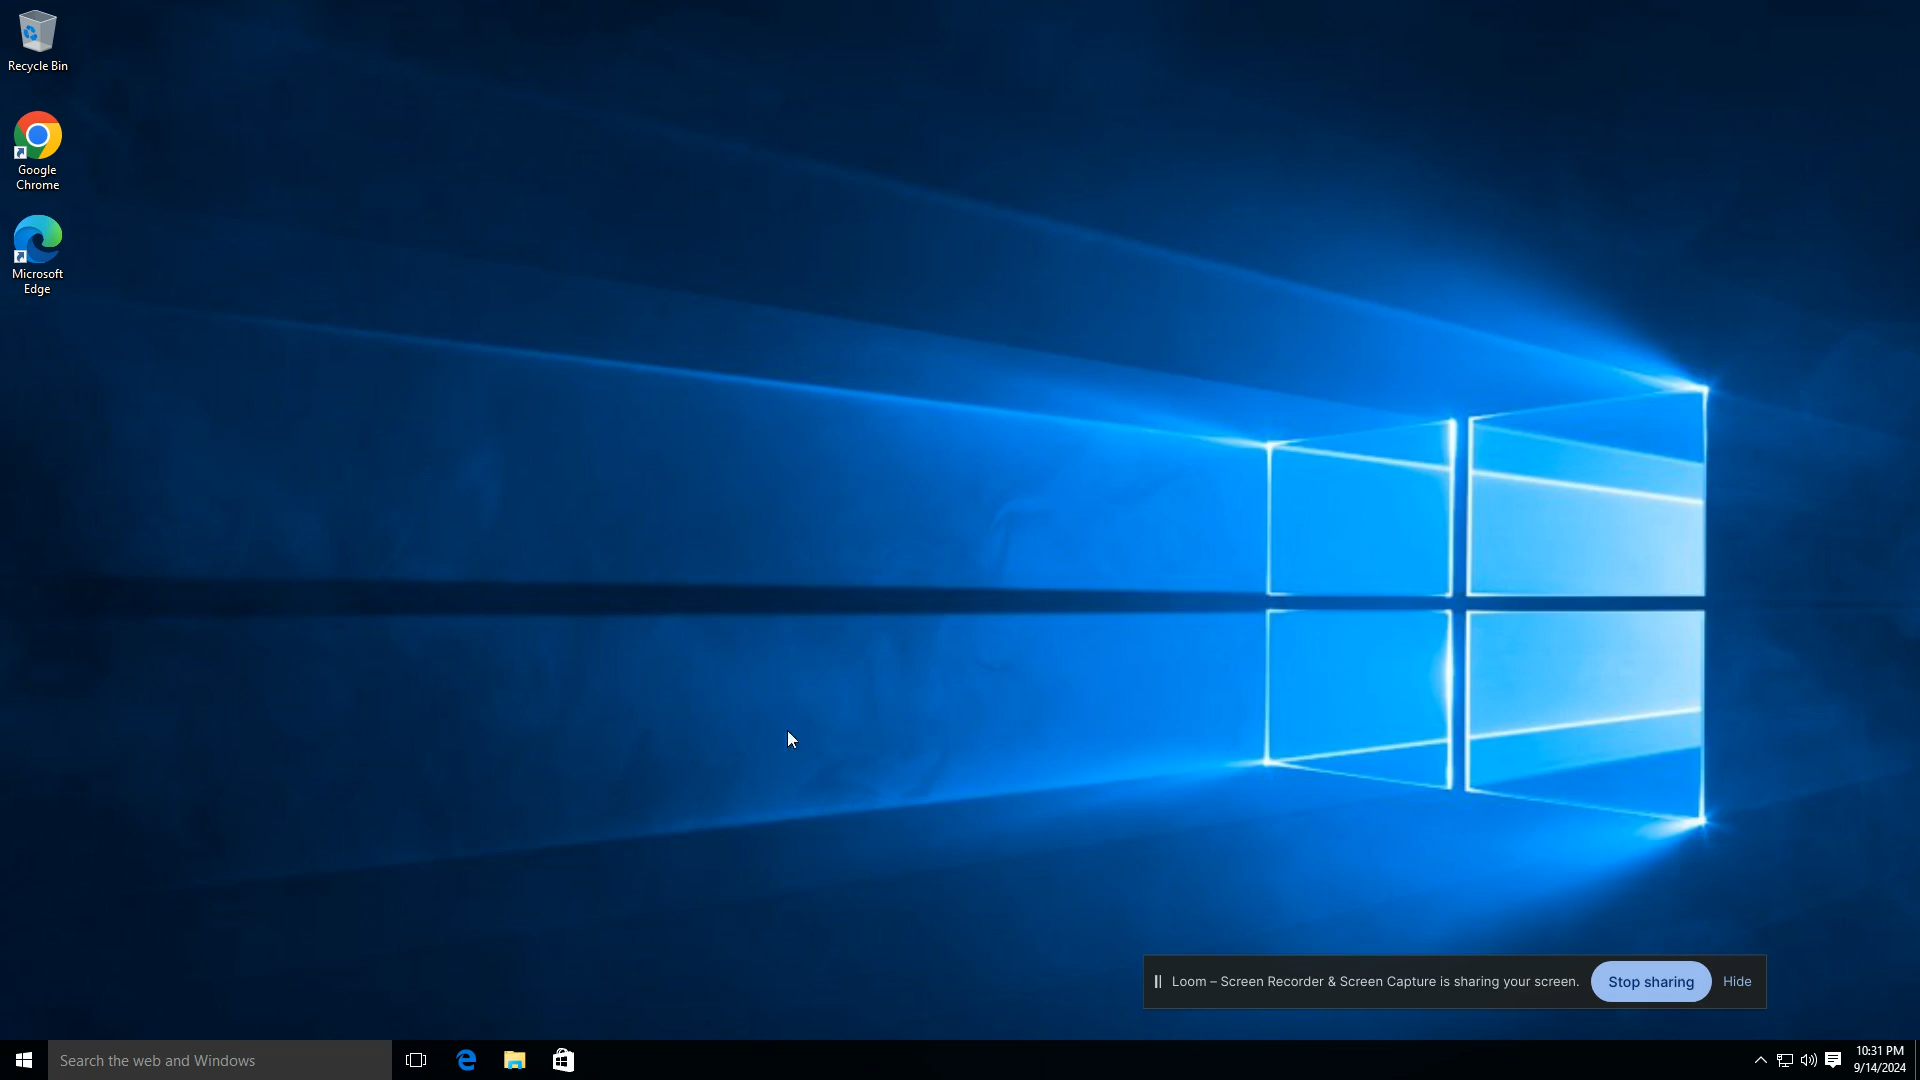 Recycle Bin
Google
Chrome
Microsoft
Edge
Loom – Screen Recorder & Screen Capture is sharing your screen.
Stop sharing
Hide
Search the web and Windows
10:31 PM
9/14/2024